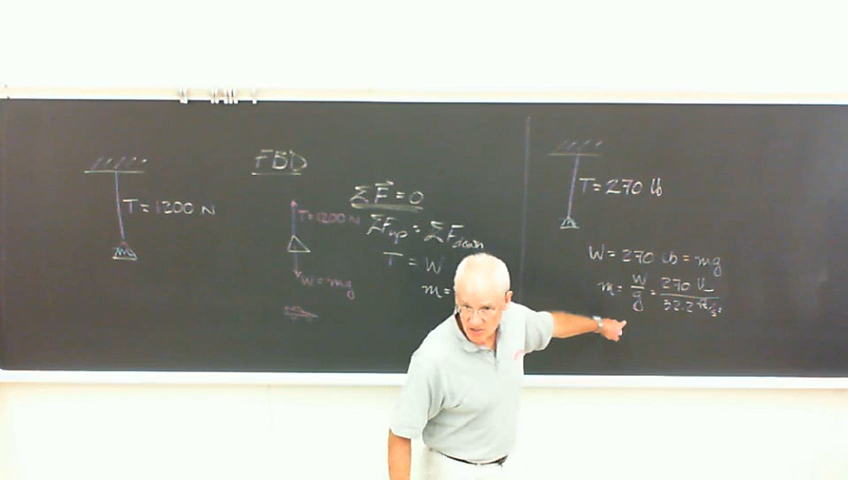 T = 1200 N
FBD
T = 1200 N
W = mg
ΣF⃗ = 0
ΣF_up = ΣF_down
T = W
m =
T = 270 lb
W = 270 lb = mg
m = W/g = 270 lb / 32.2 ft/s²